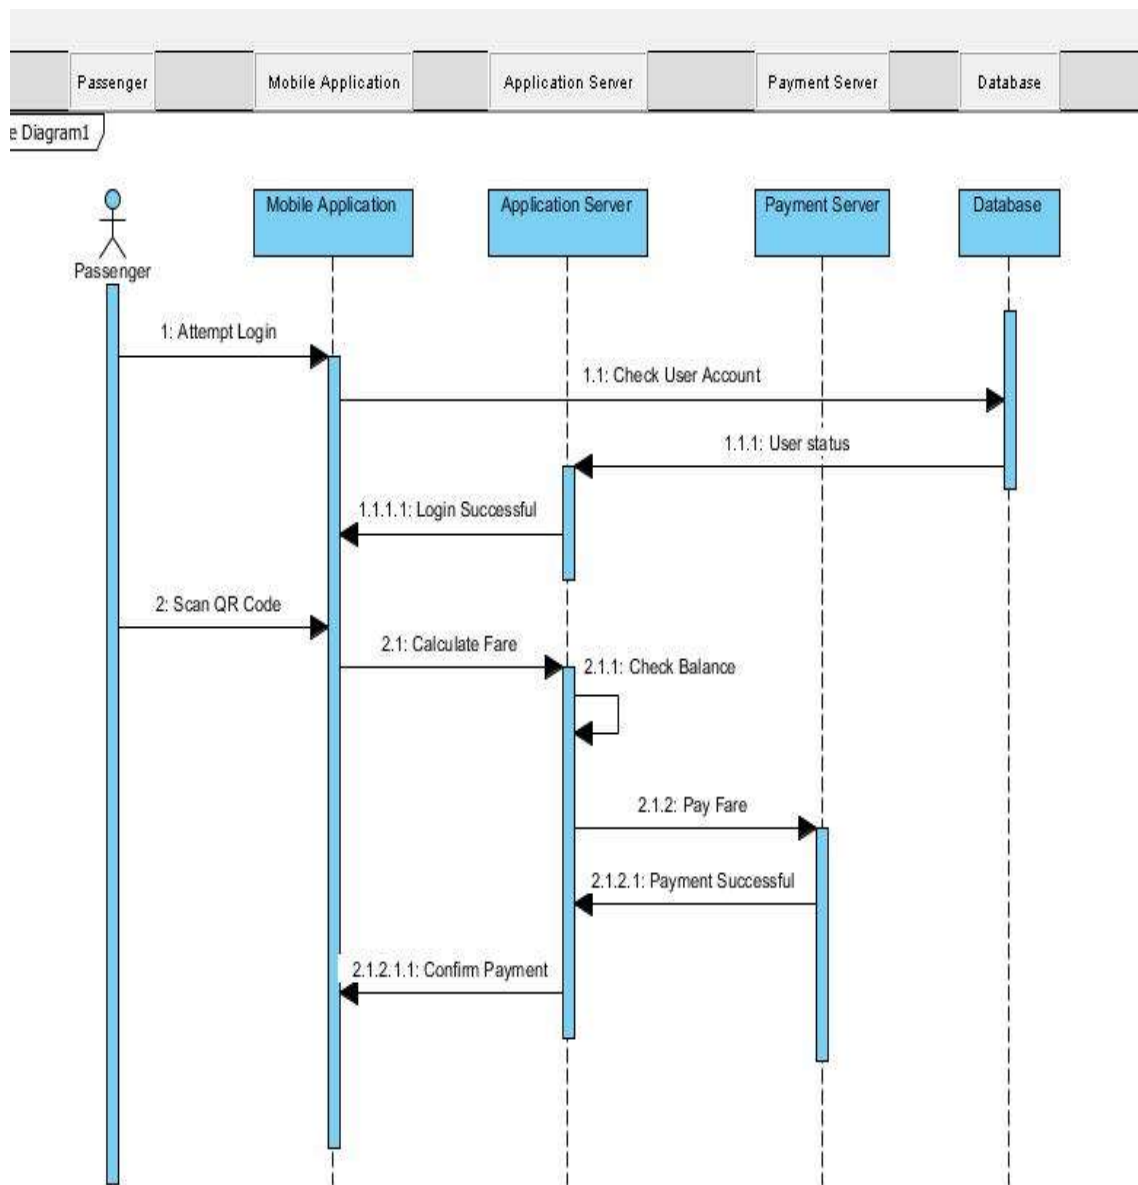 Passenger
Mobile Application
Application Server
Payment Server
Database
e Diagram1
Passenger
Mobile Application
Application Server
Payment Server
Database
1: Attempt Login
1.1: Check User Account
1.1.1: User status
1.1.1.1: Login Successful
2: Scan QR Code
2.1: Calculate Fare
2.1.1: Check Balance
2.1.2: Pay Fare
2.1.2.1: Payment Successful
2.1.2.1.1: Confirm Payment